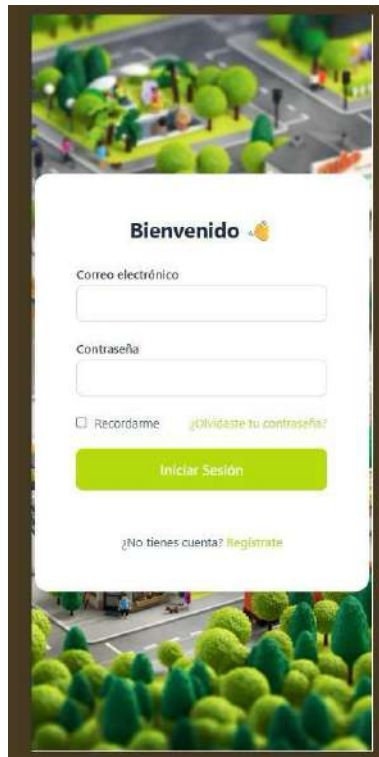 Bienvenido 👋
Correo electrónico
Contraseña
Recordarme
¿Olvidaste tu contraseña?
Iniciar Sesión
¿No tienes cuenta? Regístrate